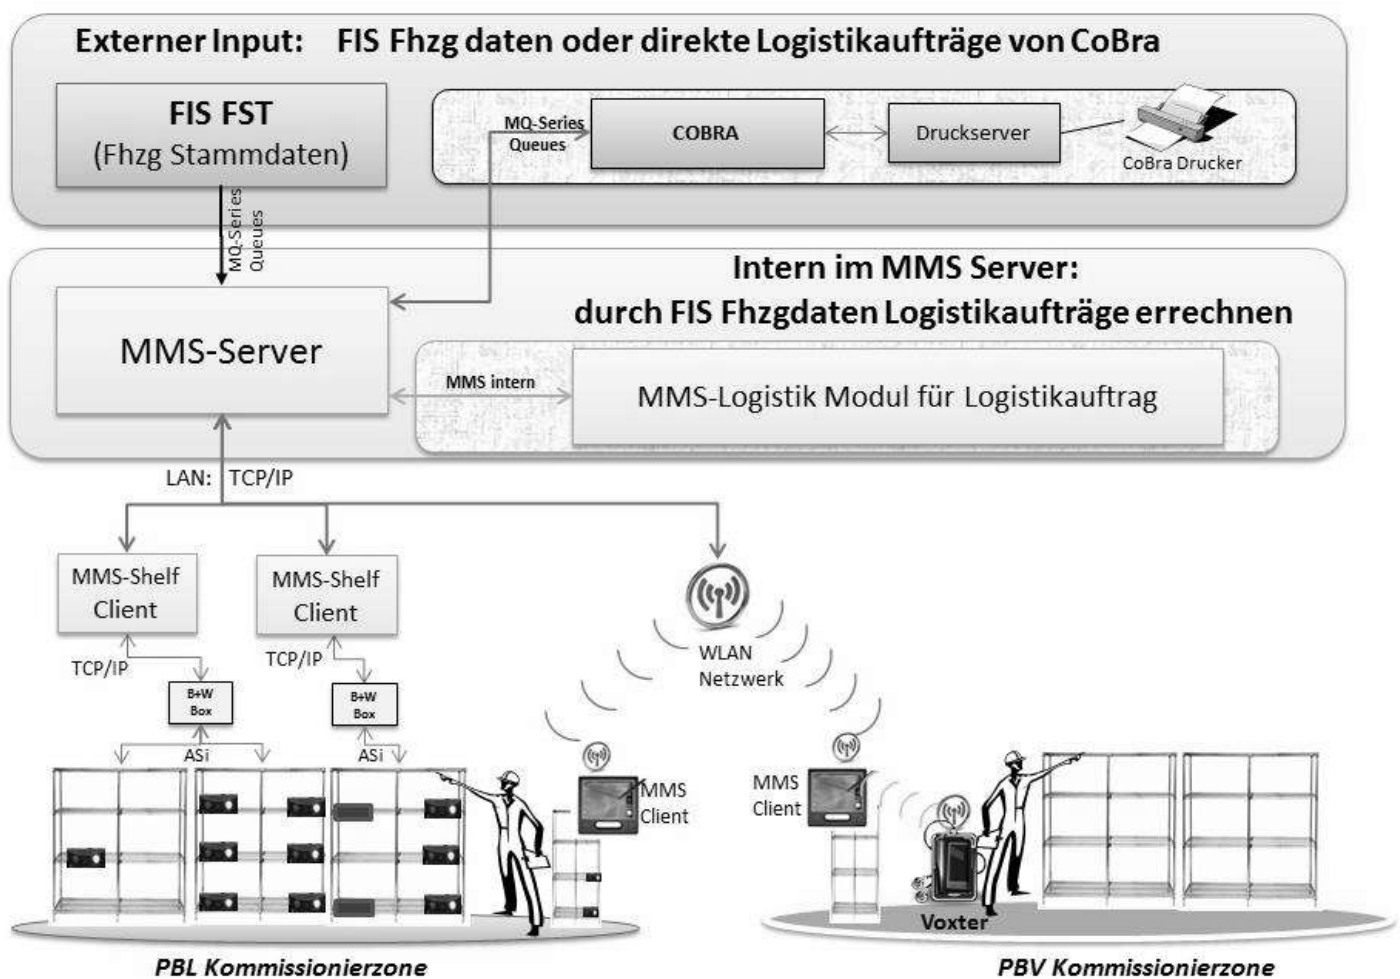 Externer Input: FIS Fhzg daten oder direkte Logistikaufträge von CoBra
FIS FST
(Fhzg Stammdaten)
MQ-Series
Queues
COBRA
Druckserver
CoBra Drucker
MQ-Series
Queues
Intern im MMS Server:
durch FIS Fhzgdaten Logistikaufträge errechnen
MMS-Server
MMS intern
MMS-Logistik Modul für Logistikauftrag
LAN: TCP/IP
MMS-Shelf
Client
MMS-Shelf
Client
TCP/IP
TCP/IP
B+W
Box
B+W
Box
ASi
ASi
WLAN
Netzwerk
MMS
Client
MMS
Client
Voxter
PBL Kommissionierzone
PBV Kommissionierzone